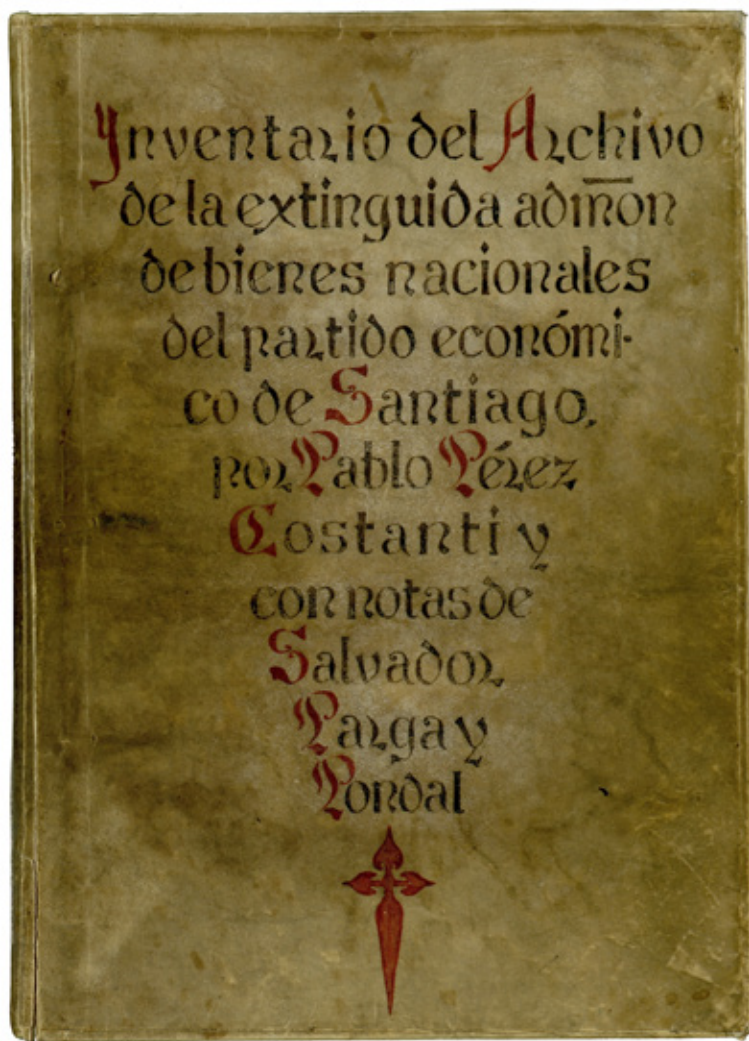 Inventario del Archivo
de la extinguida admōn
de bienes nacionales
del partido económi-
co de Santiago,
por Pablo Pérez
Costanti y
con notas de
Salvador
Parga y
Pondal